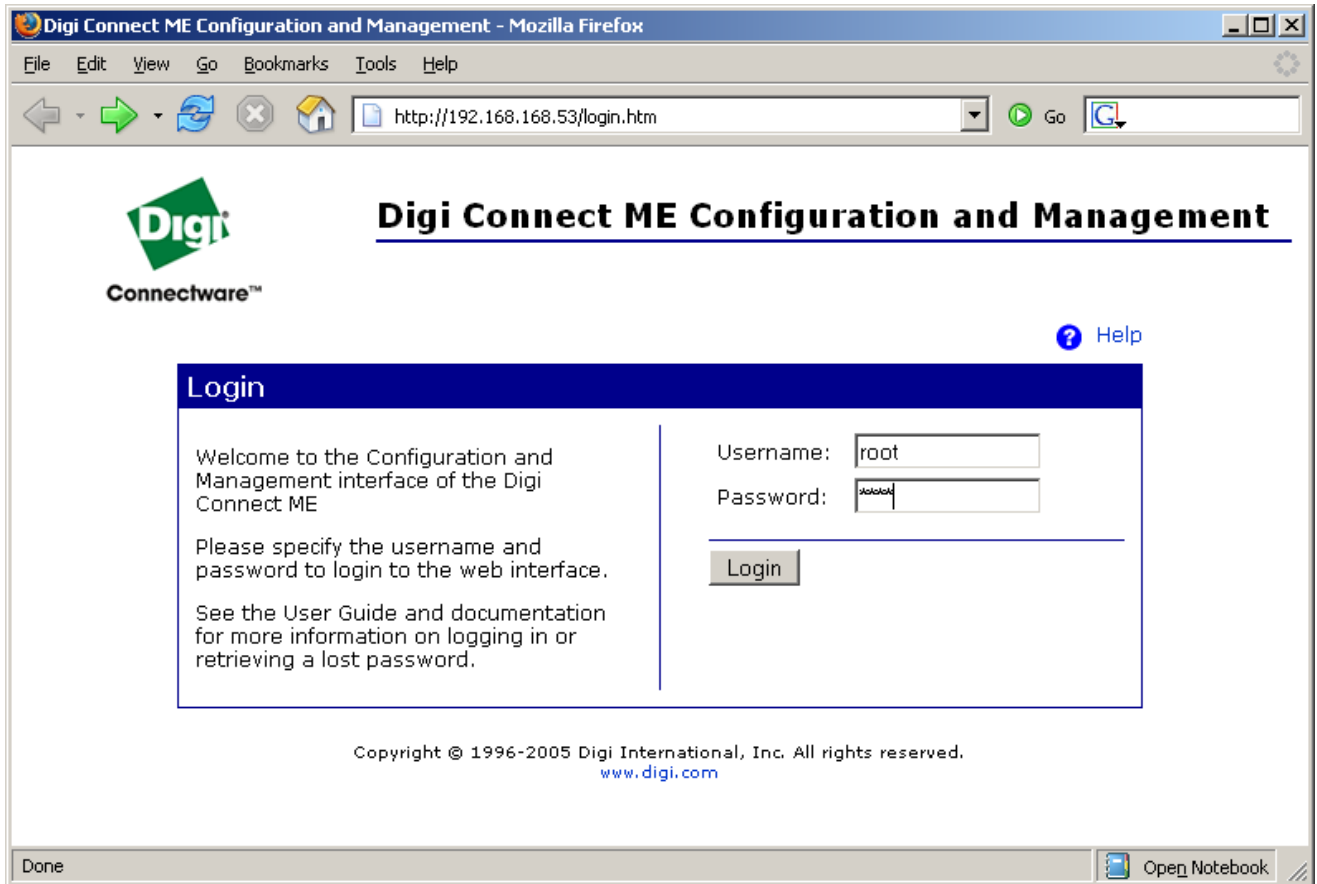 Digi Connect ME Configuration and Management - Mozilla Firefox
File Edit View Go Bookmarks Tools Help
http://192.168.168.53/login.htm Go G
Digi
Connectware™
Digi Connect ME Configuration and Management
? Help
Login
Welcome to the Configuration and
Management interface of the Digi
Connect ME
Please specify the username and
password to login to the web interface.
See the User Guide and documentation
for more information on logging in or
retrieving a lost password.
Username: root
Password: ****
Login
Copyright © 1996-2005 Digi International, Inc. All rights reserved.
www.digi.com
Done Open Notebook